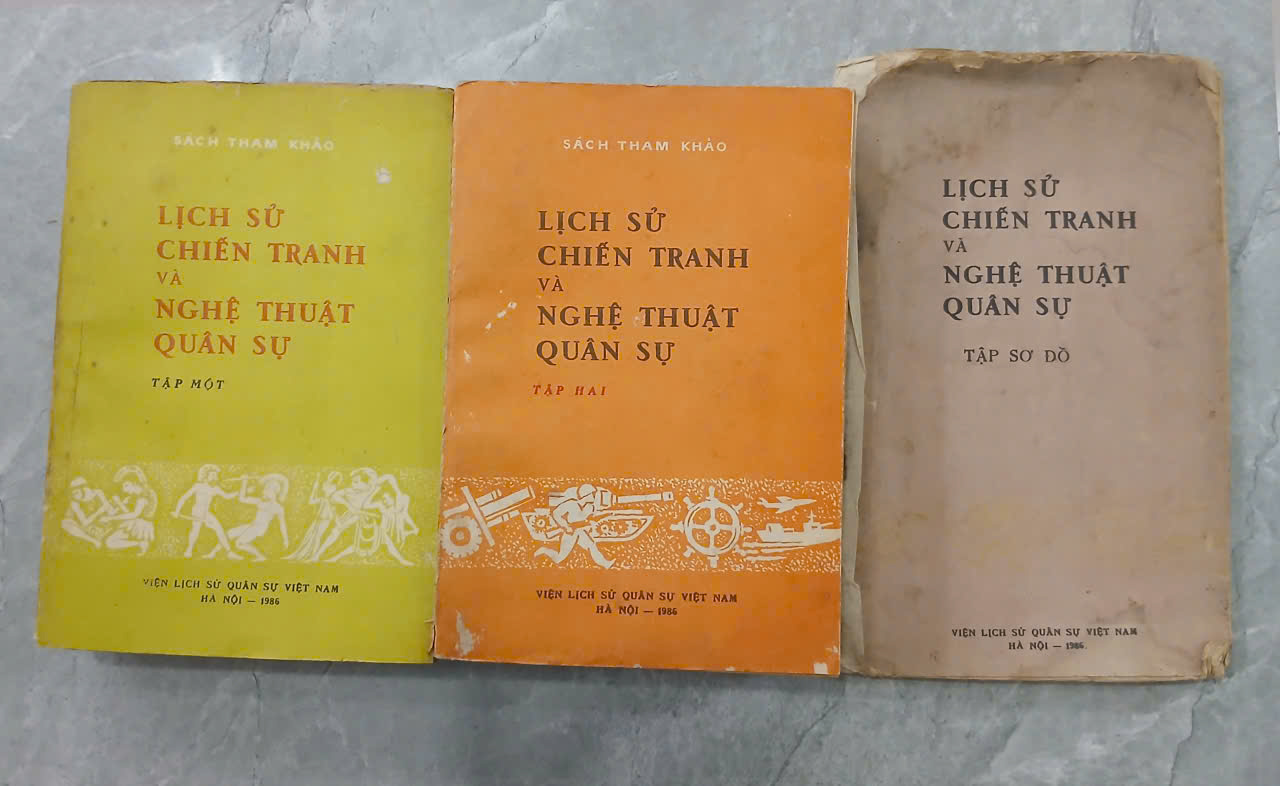 SÁCH THAM KHẢO
LỊCH SỬ
CHIẾN TRANH
VÀ
NGHỆ THUẬT
QUÂN SỰ
TẬP MỘT
VIỆN LỊCH SỬ QUÂN SỰ VIỆT NAM
HÀ NỘI — 1986
SÁCH THAM KHẢO
LỊCH SỬ
CHIẾN TRANH
VÀ
NGHỆ THUẬT
QUÂN SỰ
TẬP HAI
VIỆN LỊCH SỬ QUÂN SỰ VIỆT NAM
HÀ NỘI — 1986
LỊCH SỬ
CHIẾN TRANH
VÀ
NGHỆ THUẬT
QUÂN SỰ
TẬP SƠ ĐỒ
VIỆN LỊCH SỬ QUÂN SỰ VIỆT NAM
HÀ NỘI — 1986